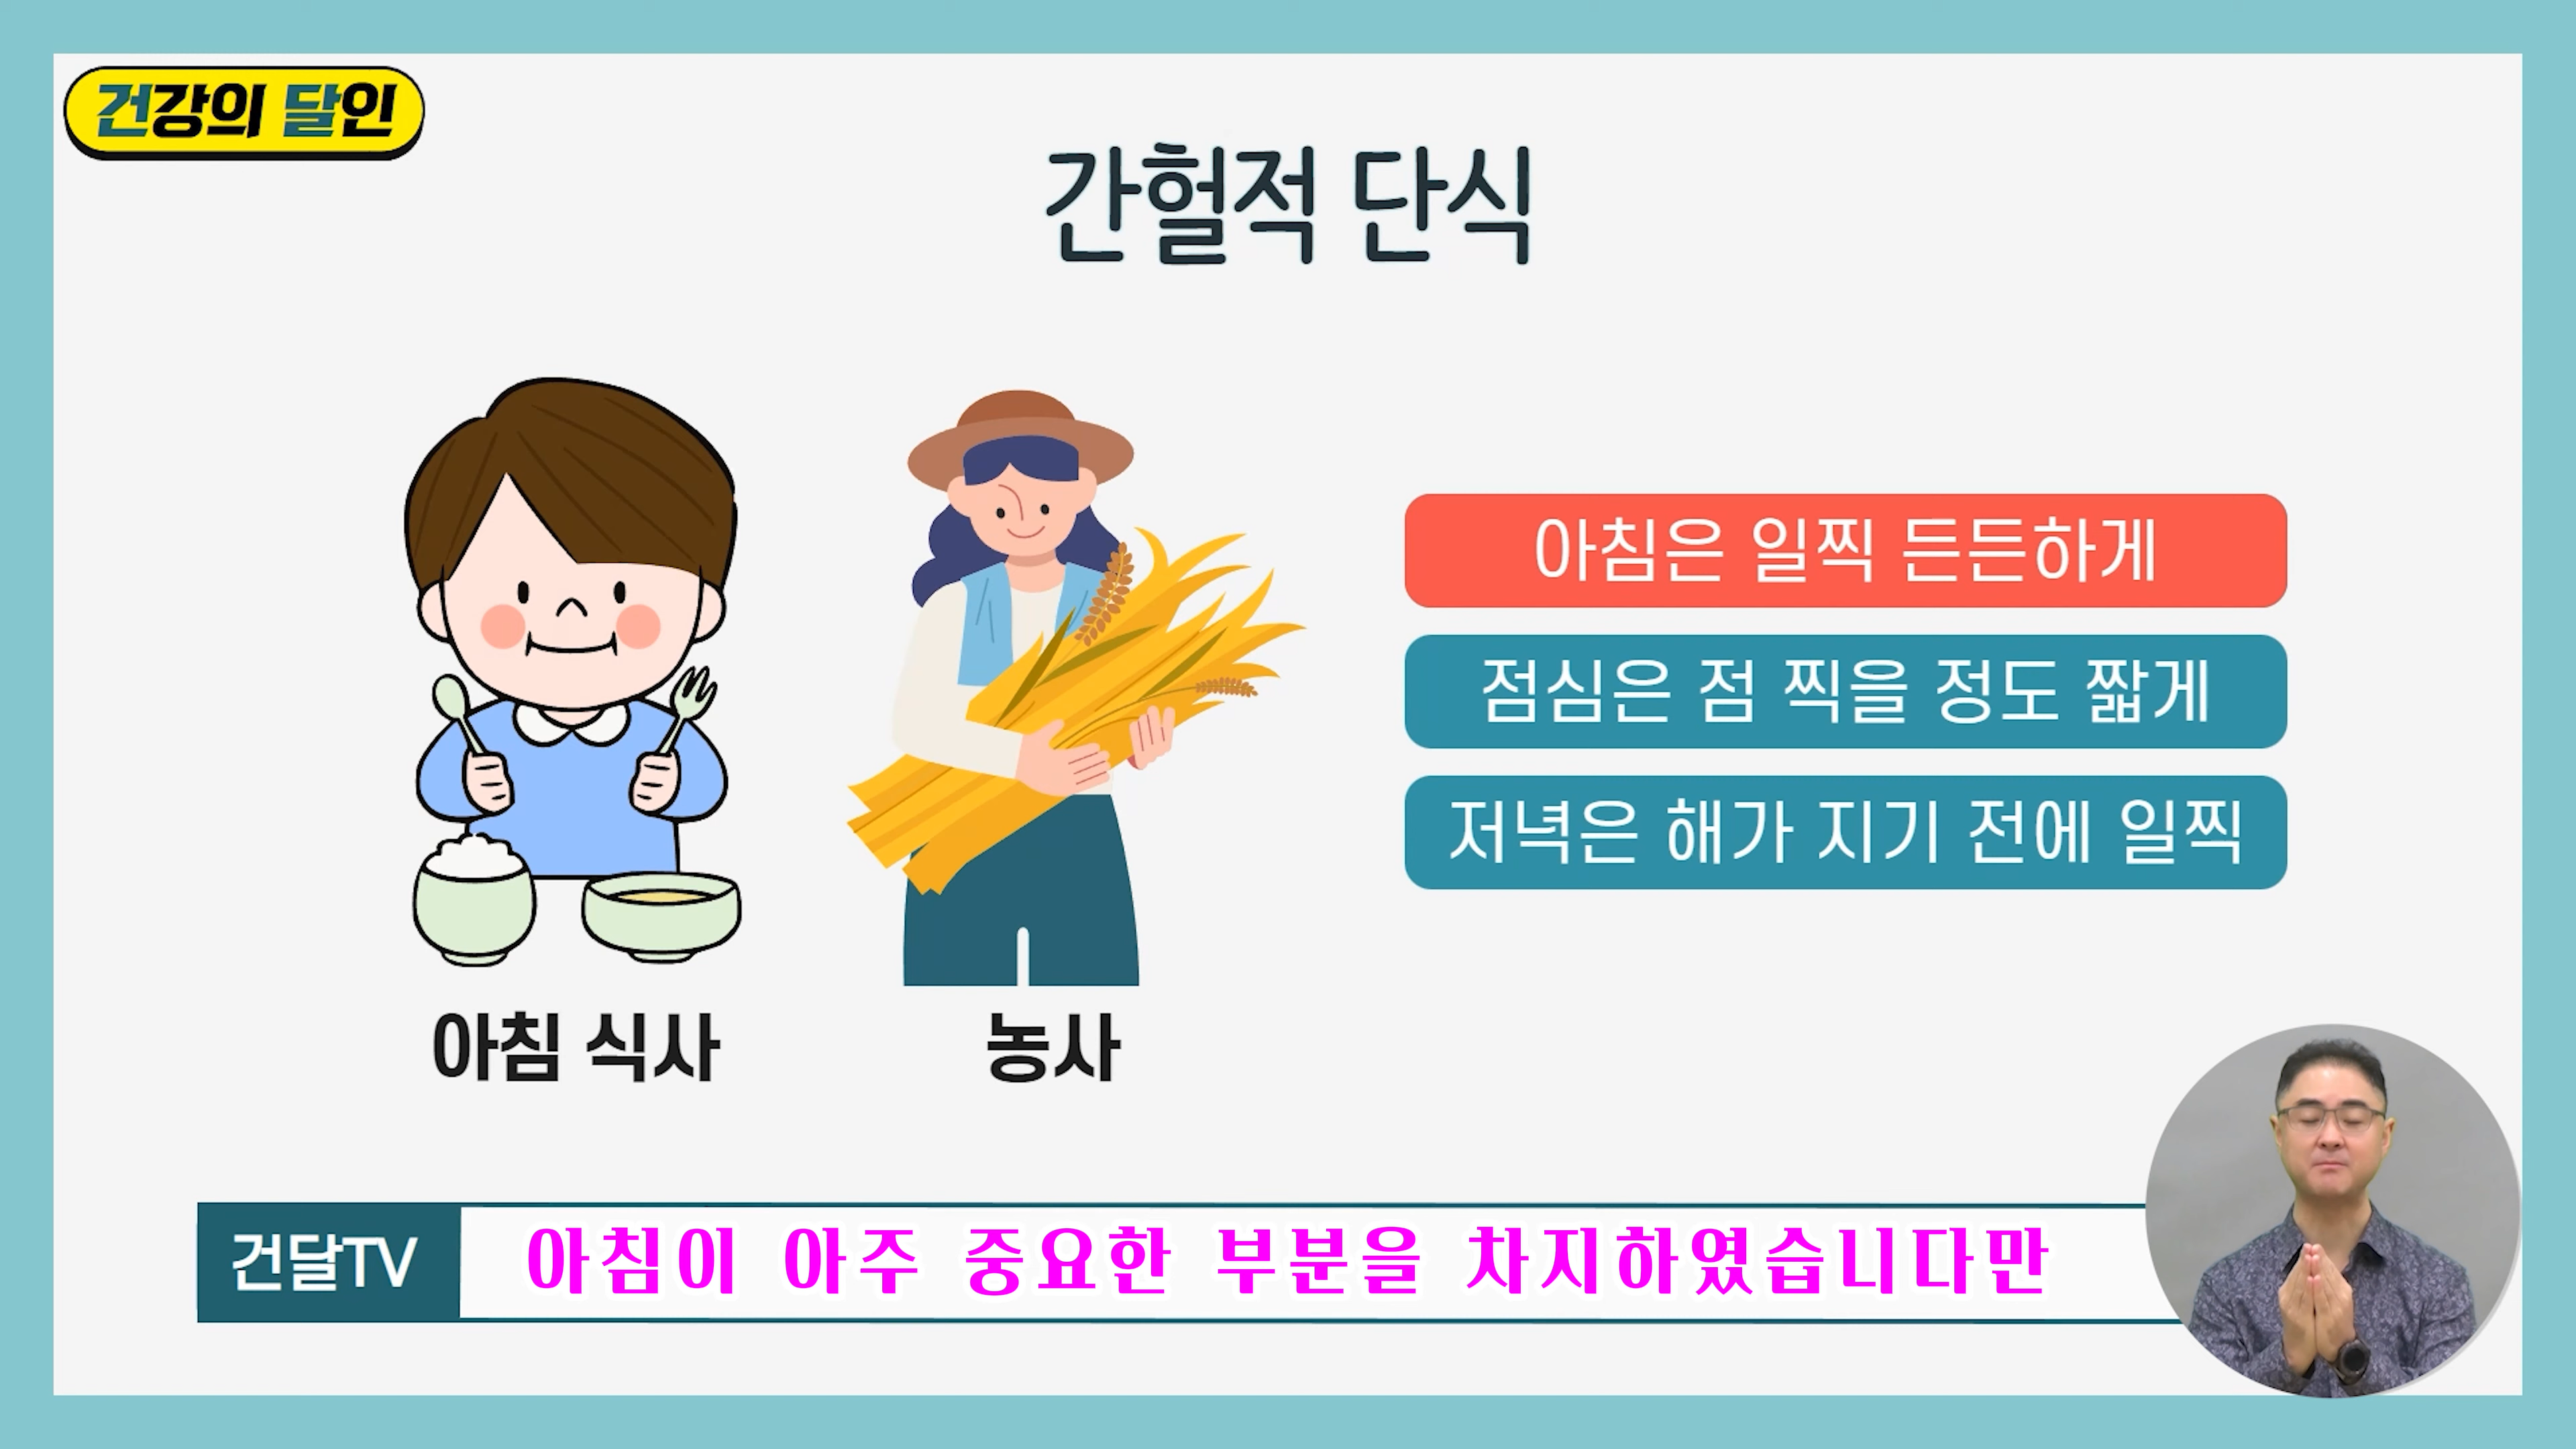 건강의 달인
간헐적 단식
아침은 일찍 든든하게
점심은 점 찍을 정도 짧게
저녁은 해가 지기 전에 일찍
아침 식사
농사
건달TV
아침이 아주 중요한 부분을 차지하였습니다만